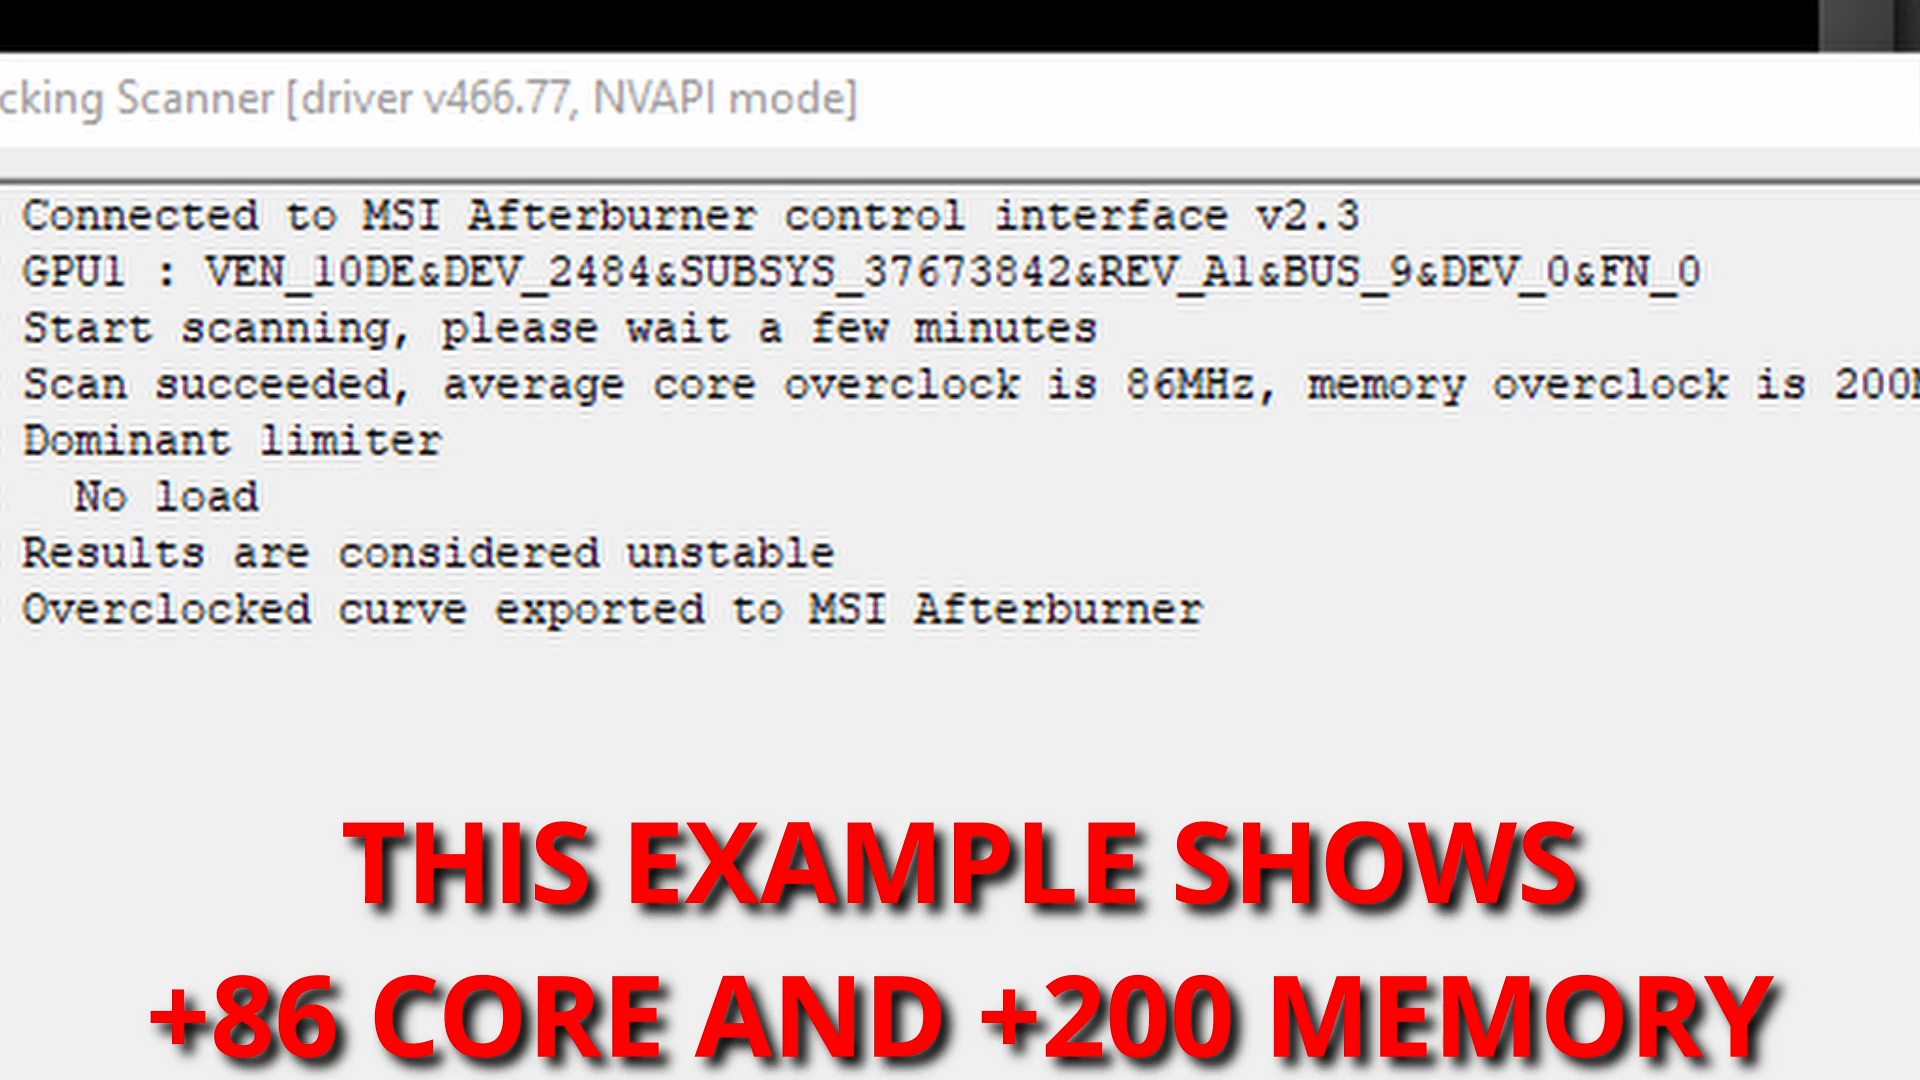 cking Scanner [driver v466.77, NVAPI mode]
Connected to MSI Afterburner control interface v2.3
GPU1 : VEN_10DE&DEV_2484&SUBSYS_37673842&REV_A1&BUS_9&DEV_0&FN_0
Start scanning, please wait a few minutes
Scan succeeded, average core overclock is 86MHz, memory overclock is 200M
Dominant limiter
No load
Results are considered unstable
Overclocked curve exported to MSI Afterburner
THIS EXAMPLE SHOWS
+86 CORE AND +200 MEMORY